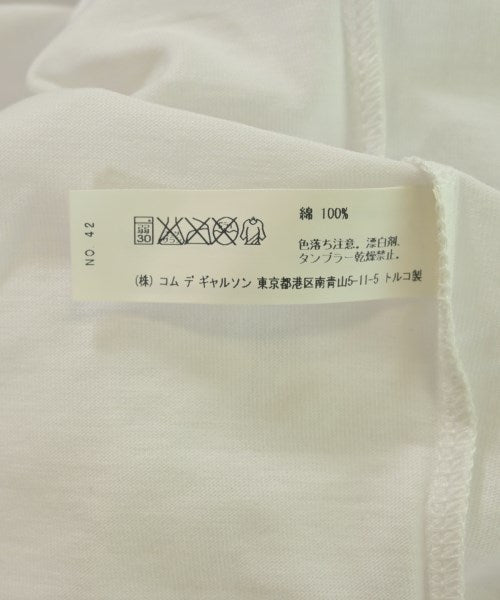 NO. 42
弱
30
綿 100%
色落ち注意。漂白剤、
タンブラー乾燥禁止。
(株) コム デ ギャルソン 東京都港区南青山5-11-5 トルコ製